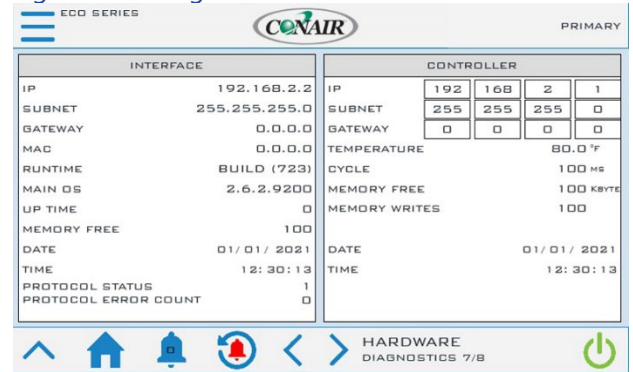 ECO SERIES
CONAIR
PRIMARY
INTERFACE
IP 192.168.2.2
SUBNET 255.255.255.0
GATEWAY 0.0.0.0
MAC 0.0.0.0
RUNTIME BUILD (723)
MAIN OS 2.6.2.9200
UP TIME 0
MEMORY FREE 100
DATE 01/01/ 2021
TIME 12:30:13
PROTOCOL STATUS 1
PROTOCOL ERROR COUNT 0
CONTROLLER
IP 192 168 2 1
SUBNET 255 255 255 0
GATEWAY 0 0 0 0
TEMPERATURE 80.0 °F
CYCLE 100 MS
MEMORY FREE 100 KBYTE
MEMORY WRITES 100
DATE 01/01/ 2021
TIME 12:30:13
0
HARDWARE
DIAGNOSTICS 7/8